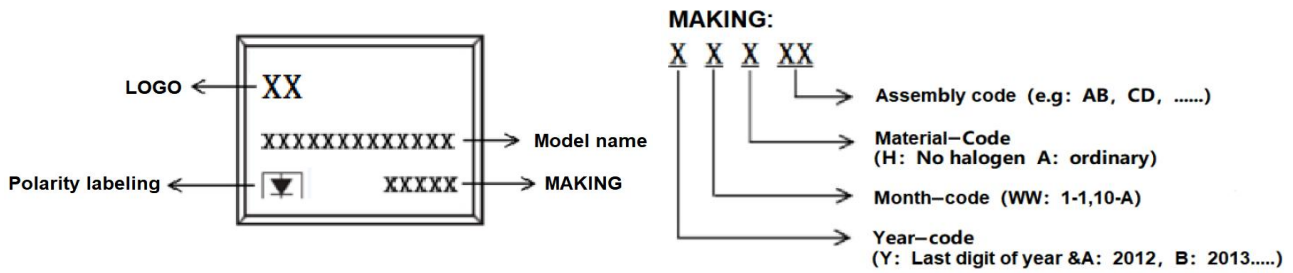 MAKING:
X X X XX
LOGO
XX
XXXXXXXXXXXXX
Model name
Polarity labeling
XXXXX
MAKING
Assembly code (e.g: AB, CD, ......)
Material-Code
(H: No halogen A: ordinary)
Month-code (WW: 1-1,10-A)
Year-code
(Y: Last digit of year &A: 2012, B: 2013.....)